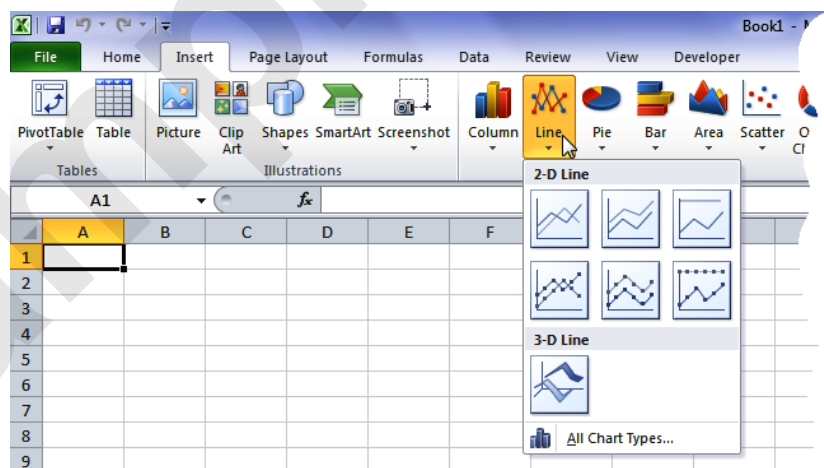 Book1 -
File Home Insert Page Layout Formulas Data Review View Developer
PivotTable Table Picture Clip Art Shapes SmartArt Screenshot Column Line Pie Bar Area Scatter
Tables Illustrations
2-D Line
A1 fx
A B C D E F
1
2
3
3-D Line
4
5
6
7
8
All Chart Types...
9